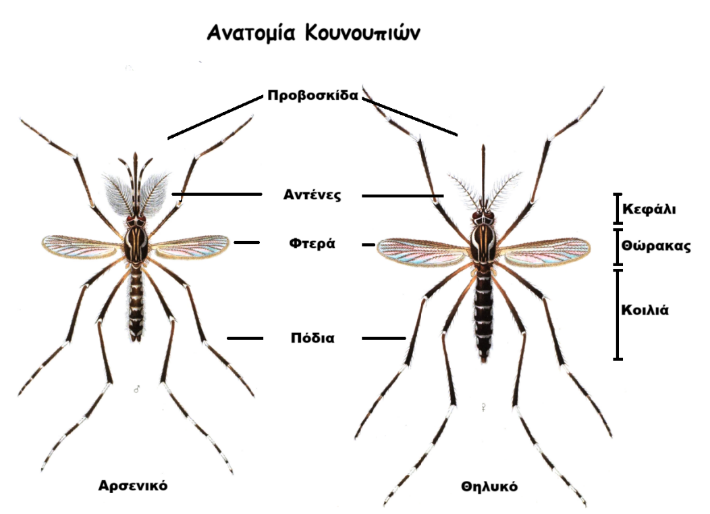 Ανατομία Κουνουπιών
Προβοσκίδα
Αντένες
Κεφάλι
Φτερά
Θώρακας
Κοιλιά
Πόδια
♂
♀
Αρσενικό
Θηλυκό